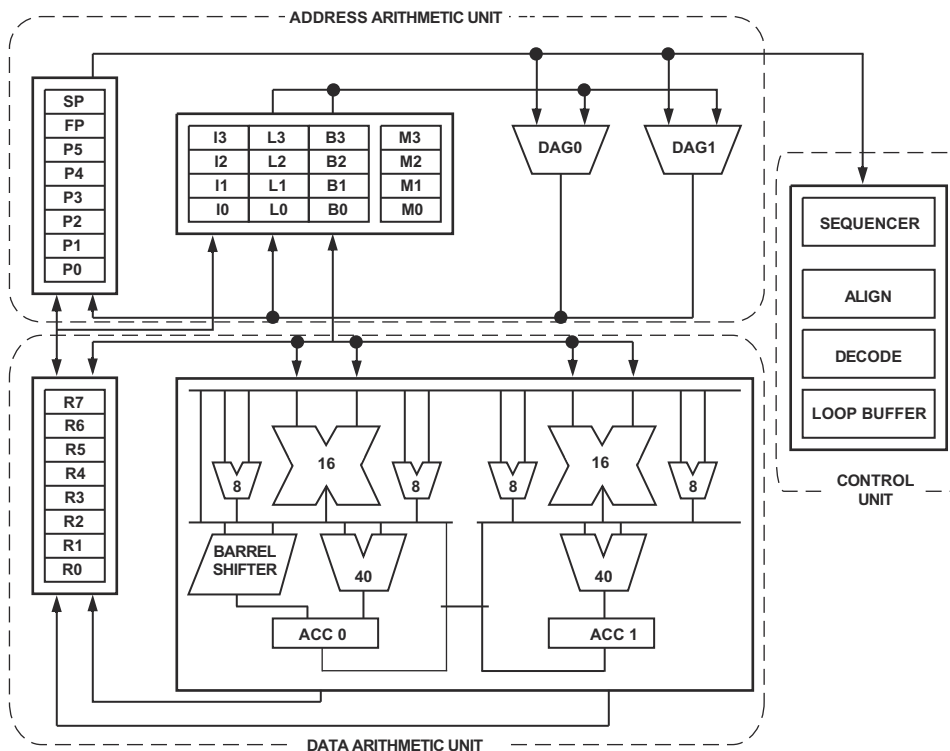 ADDRESS ARITHMETIC UNIT
SP
FP
P5
P4
P3
P2
P1
P0
I3 L3 B3 M3
I2 L2 B2 M2
I1 L1 B1 M1
I0 L0 B0 M0
DAG0
DAG1
SEQUENCER
ALIGN
DECODE
LOOP BUFFER
CONTROL
UNIT
R7
R6
R5
R4
R3
R2
R1
R0
16
16
8
8
8
8
BARREL
SHIFTER
40
40
ACC 0
ACC 1
DATA ARITHMETIC UNIT